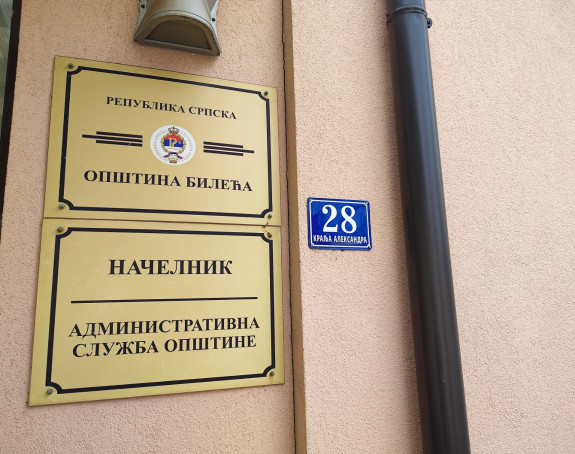 РЕПУБЛИКА СРПСКА
ОПШТИНА БИЛЕЋА
НАЧЕЛНИК
АДМИНИСТРАТИВНА
СЛУЖБА ОПШТИНЕ
28
КРАЉА АЛЕКСАНДРА